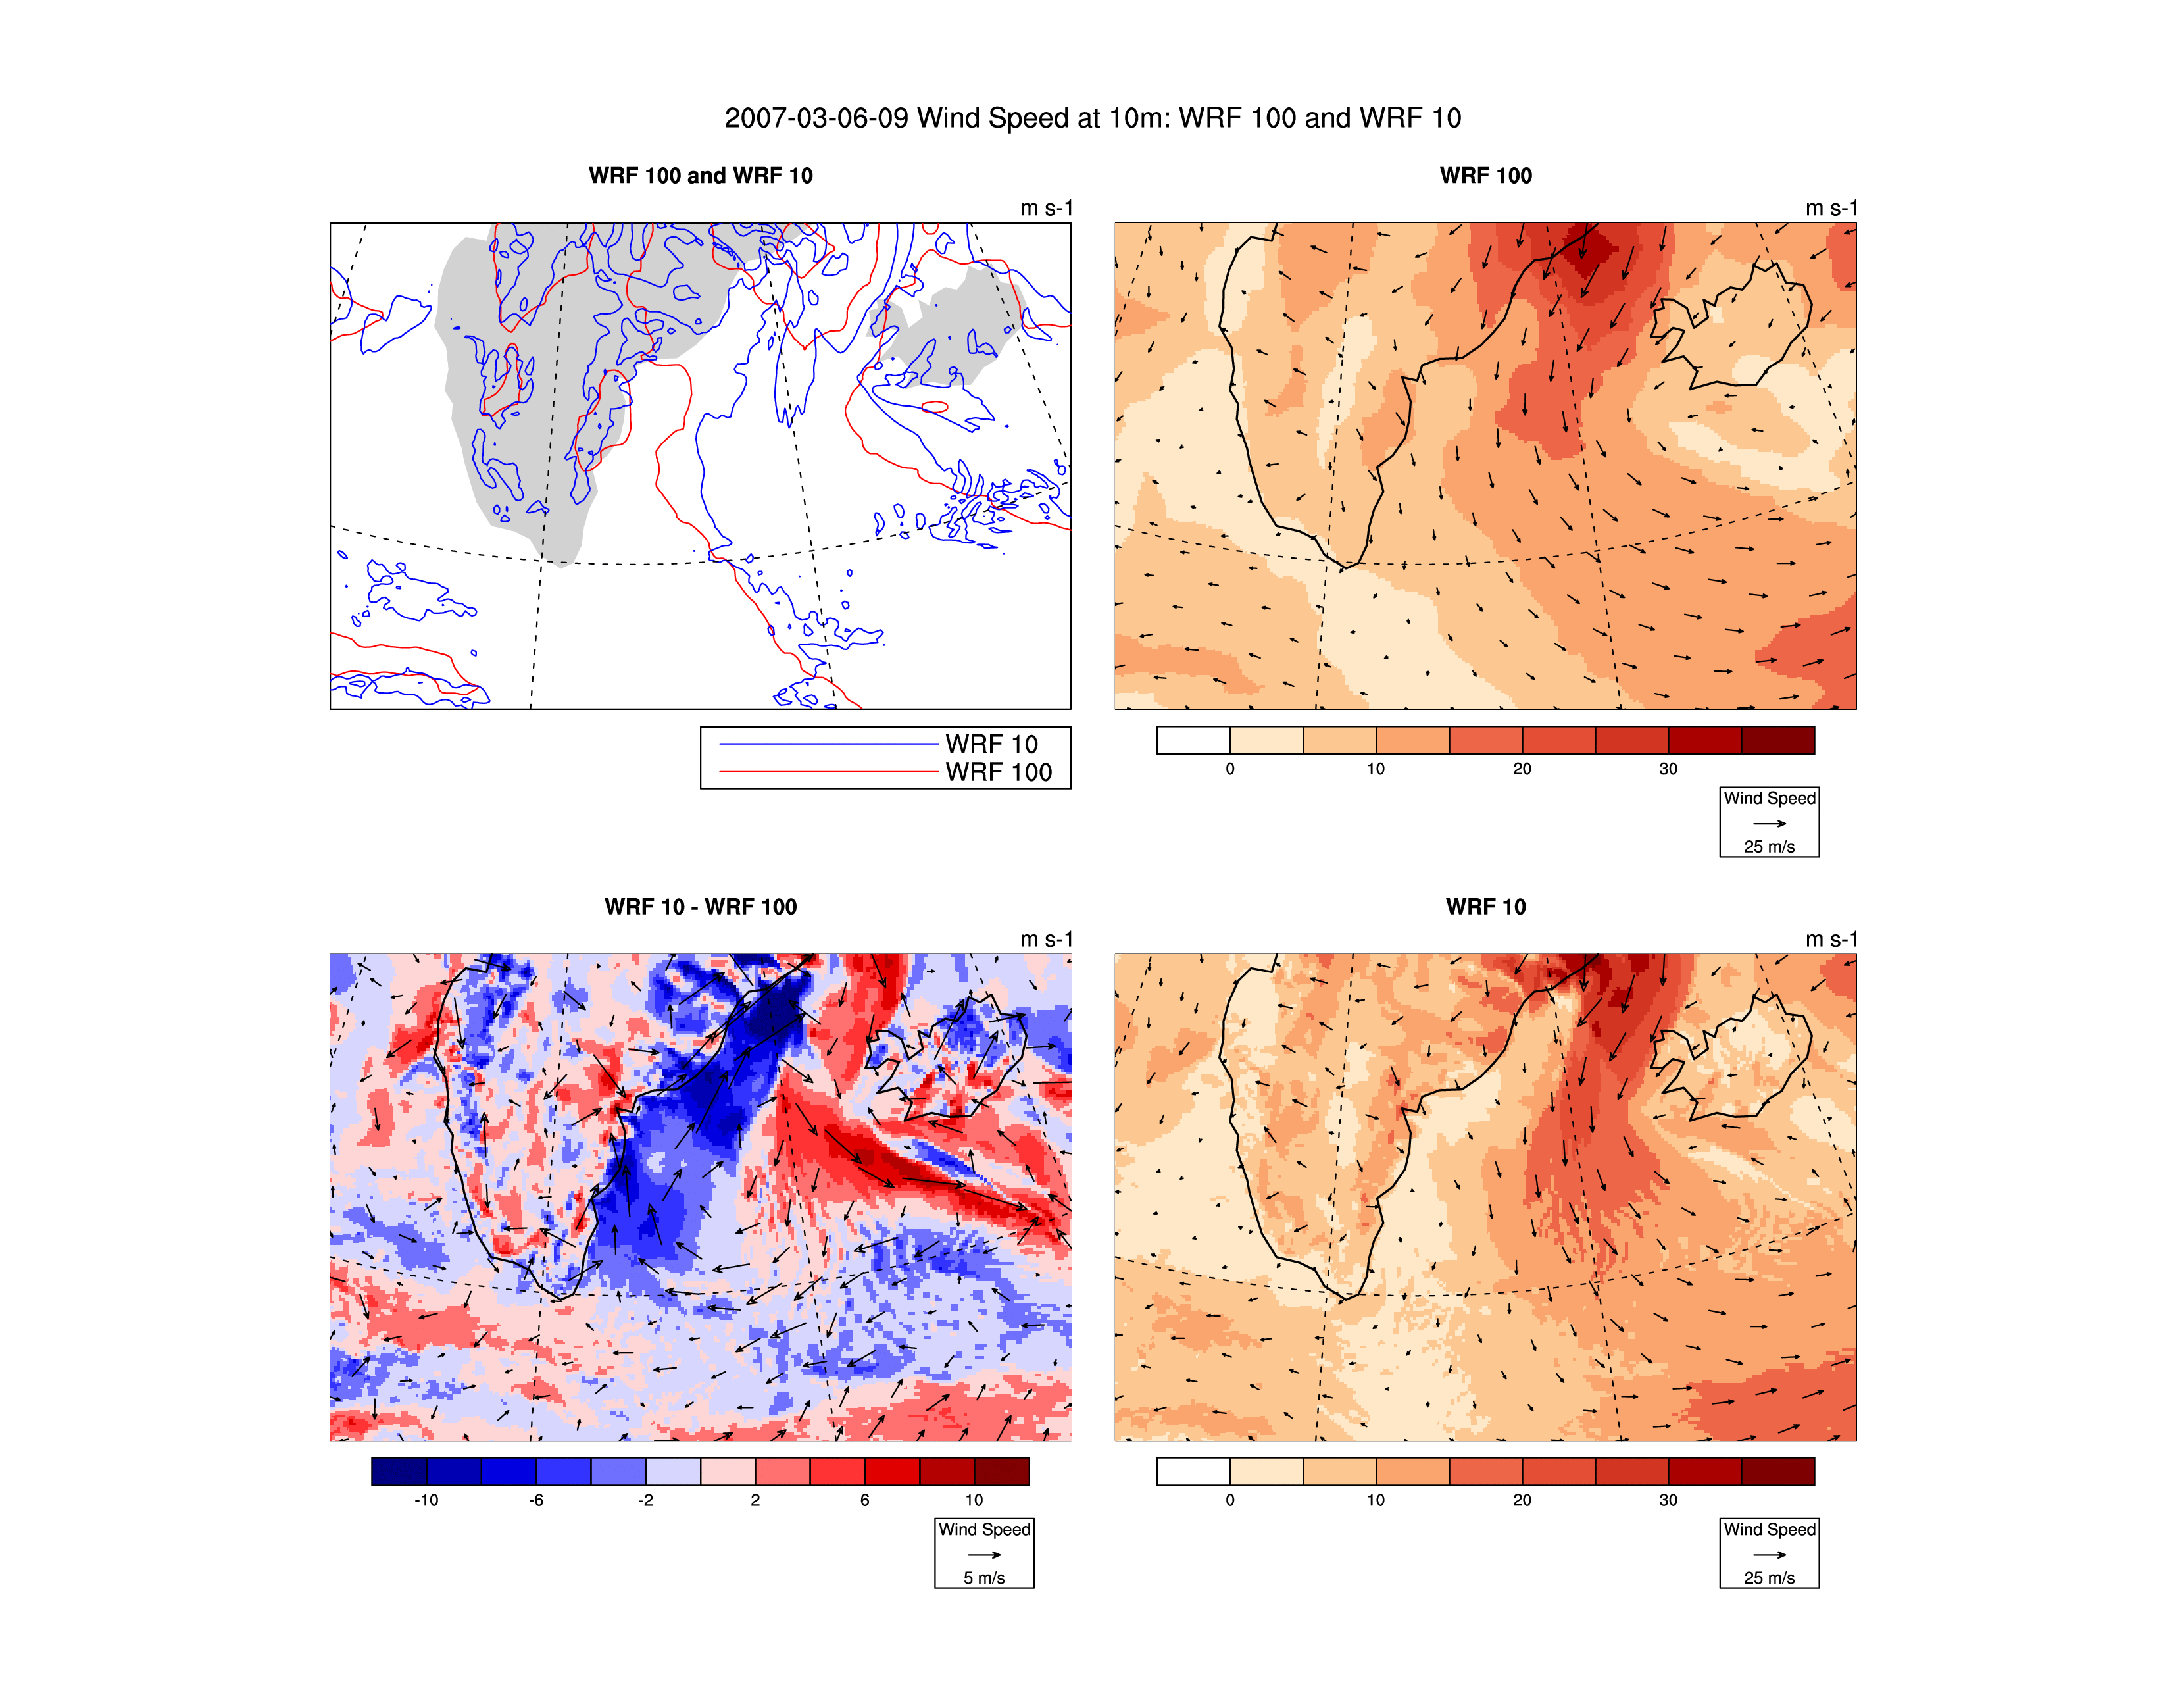 2007-03-06-09 Wind Speed at 10m: WRF 100 and WRF 10
WRF 100 and WRF 10
m s-1
WRF 10
WRF 100
WRF 100
m s-1
0 10 20 30
Wind Speed
25 m/s
WRF 10 - WRF 100
m s-1
-10 -6 -2 2 6 10
Wind Speed
5 m/s
WRF 10
m s-1
0 10 20 30
Wind Speed
25 m/s